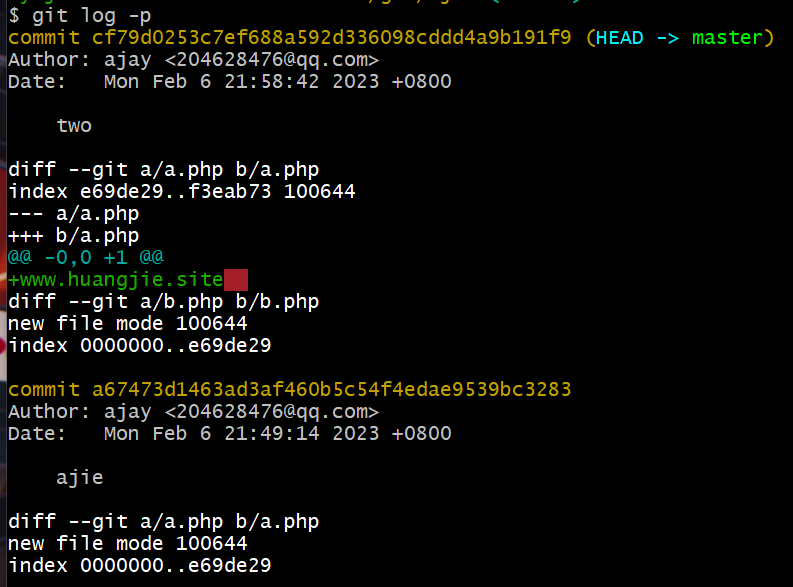 $ git log -p
commit cf79d0253c7ef688a592d336098cddd4a9b191f9 (HEAD -> master)
Author: ajay <204628476@qq.com>
Date:   Mon Feb 6 21:58:42 2023 +0800
    two
diff --git a/a.php b/a.php
index e69de29..f3eab73 100644
--- a/a.php
+++ b/a.php
@@ -0,0 +1 @@
+www.huangjie.site
diff --git a/b.php b/b.php
new file mode 100644
index 0000000..e69de29
commit a67473d1463ad3af460b5c54f4edae9539bc3283
Author: ajay <204628476@qq.com>
Date:   Mon Feb 6 21:49:14 2023 +0800
    ajie
diff --git a/a.php b/a.php
new file mode 100644
index 0000000..e69de29